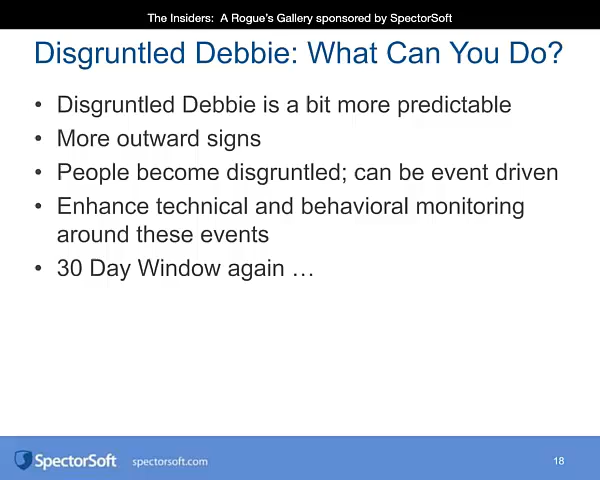 The Insiders:  A Rogue's Gallery sponsored by SpectorSoft
Disgruntled Debbie: What Can You Do?
• Disgruntled Debbie is a bit more predictable
• More outward signs
• People become disgruntled; can be event driven
• Enhance technical and behavioral monitoring
around these events
• 30 Day Window again …
SpectorSoft spectorsoft.com 18